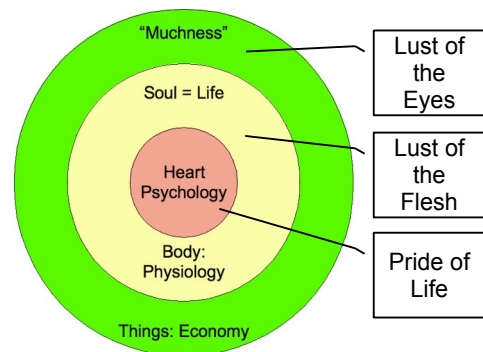 “Muchness”
Soul = Life
Heart
Psychology
Body:
Physiology
Things: Economy
Lust of
the
Eyes
Lust of
the
Flesh
Pride of
Life